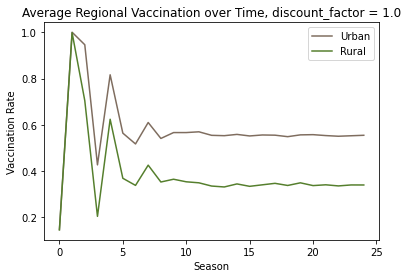 Average Regional Vaccination over Time, discount_factor = 1.0
Urban
Rural
Vaccination Rate
1.0
0.8
0.6
0.4
0.2
0 5 10 15 20 25
Season